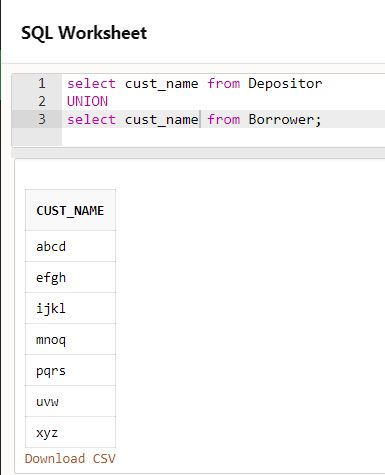 SQL Worksheet
1 select cust_name from Depositor
2 UNION
3 select cust_name from Borrower;
CUST_NAME
abcd
efgh
ijkl
mnoq
pqrs
uvw
xyz
Download CSV